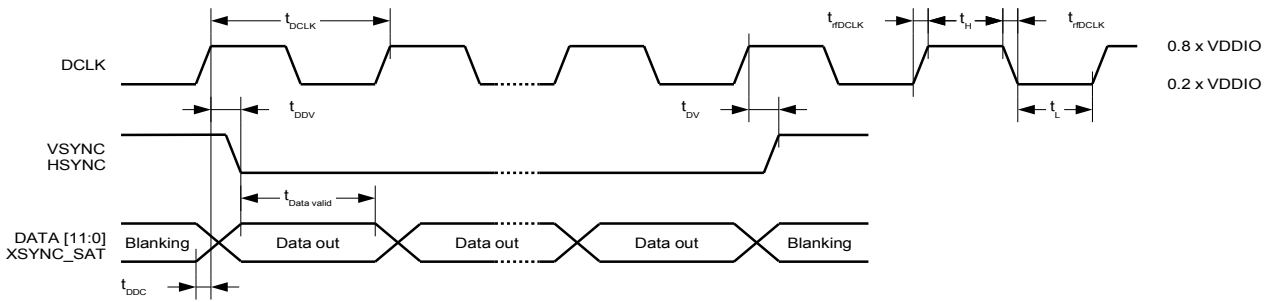 tDCLK
trfDCLK
tH
trfDCLK
DCLK
0.8 x VDDIO
0.2 x VDDIO
tDDV
tDV
tL
VSYNC
HSYNC
tData valid
DATA [11:0]
XSYNC_SAT
Blanking
Data out
Data out
Data out
Blanking
tDDC